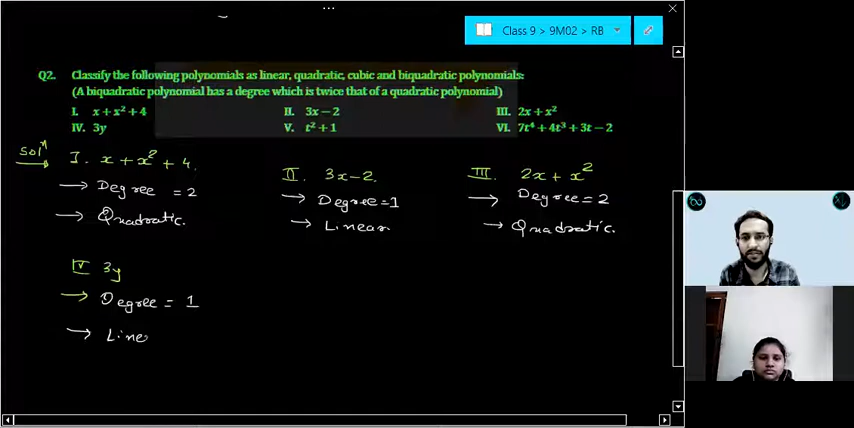 Class 9 > 9M02 > RB
Q2. Classify the following polynomials as linear, quadratic, cubic and biquadratic polynomials:
(A biquadratic polynomial has a degree which is twice that of a quadratic polynomial)
I. x + x² + 4 II. 3x − 2 III. 2x + x²
IV. 3y V. t² + 1 VI. 7t⁴ + 4t³ + 3t − 2
Solⁿ
I. x + x² + 4.
→ Degree = 2
→ Quadratic.
II. 3x-2.
→ Degree=1
→ Linear
III. 2x + x²
→ Degree = 2
→ Quadratic.
IV 3y
→ Degree = 1
→ Line